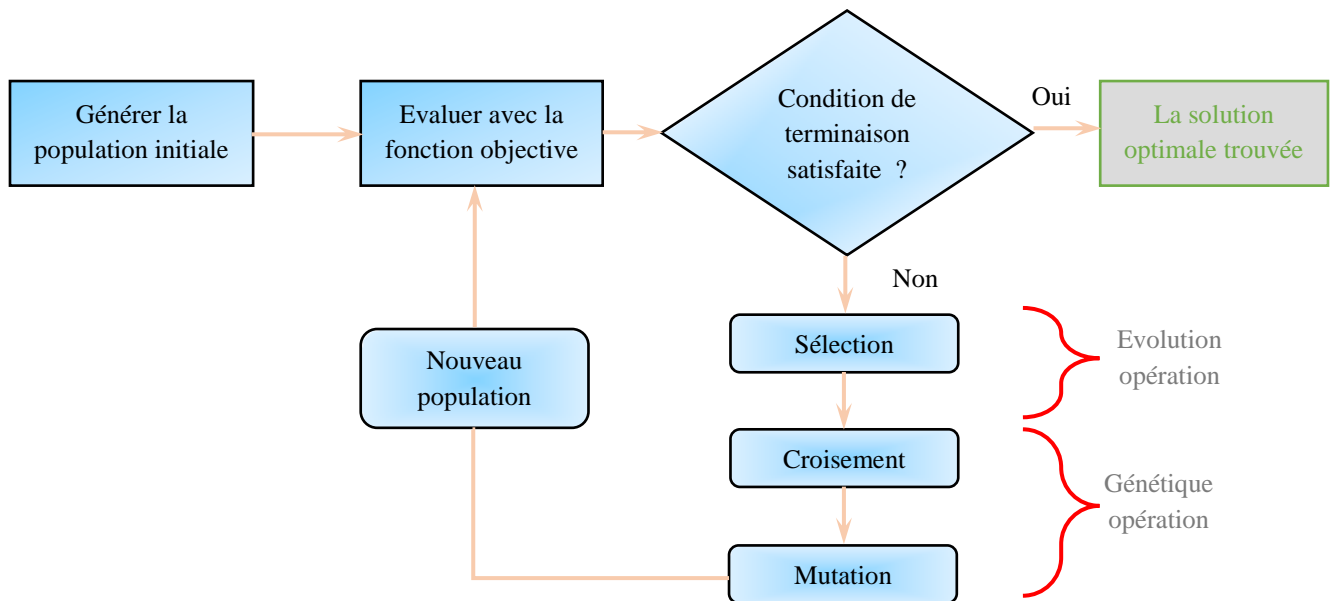 Générer la
population initiale
Evaluer avec la
fonction objective
Condition de
terminaison
satisfaite ?
Oui
La solution
optimale trouvée
Non
Sélection
Evolution
opération
Nouveau
population
Croisement
Génétique
opération
Mutation